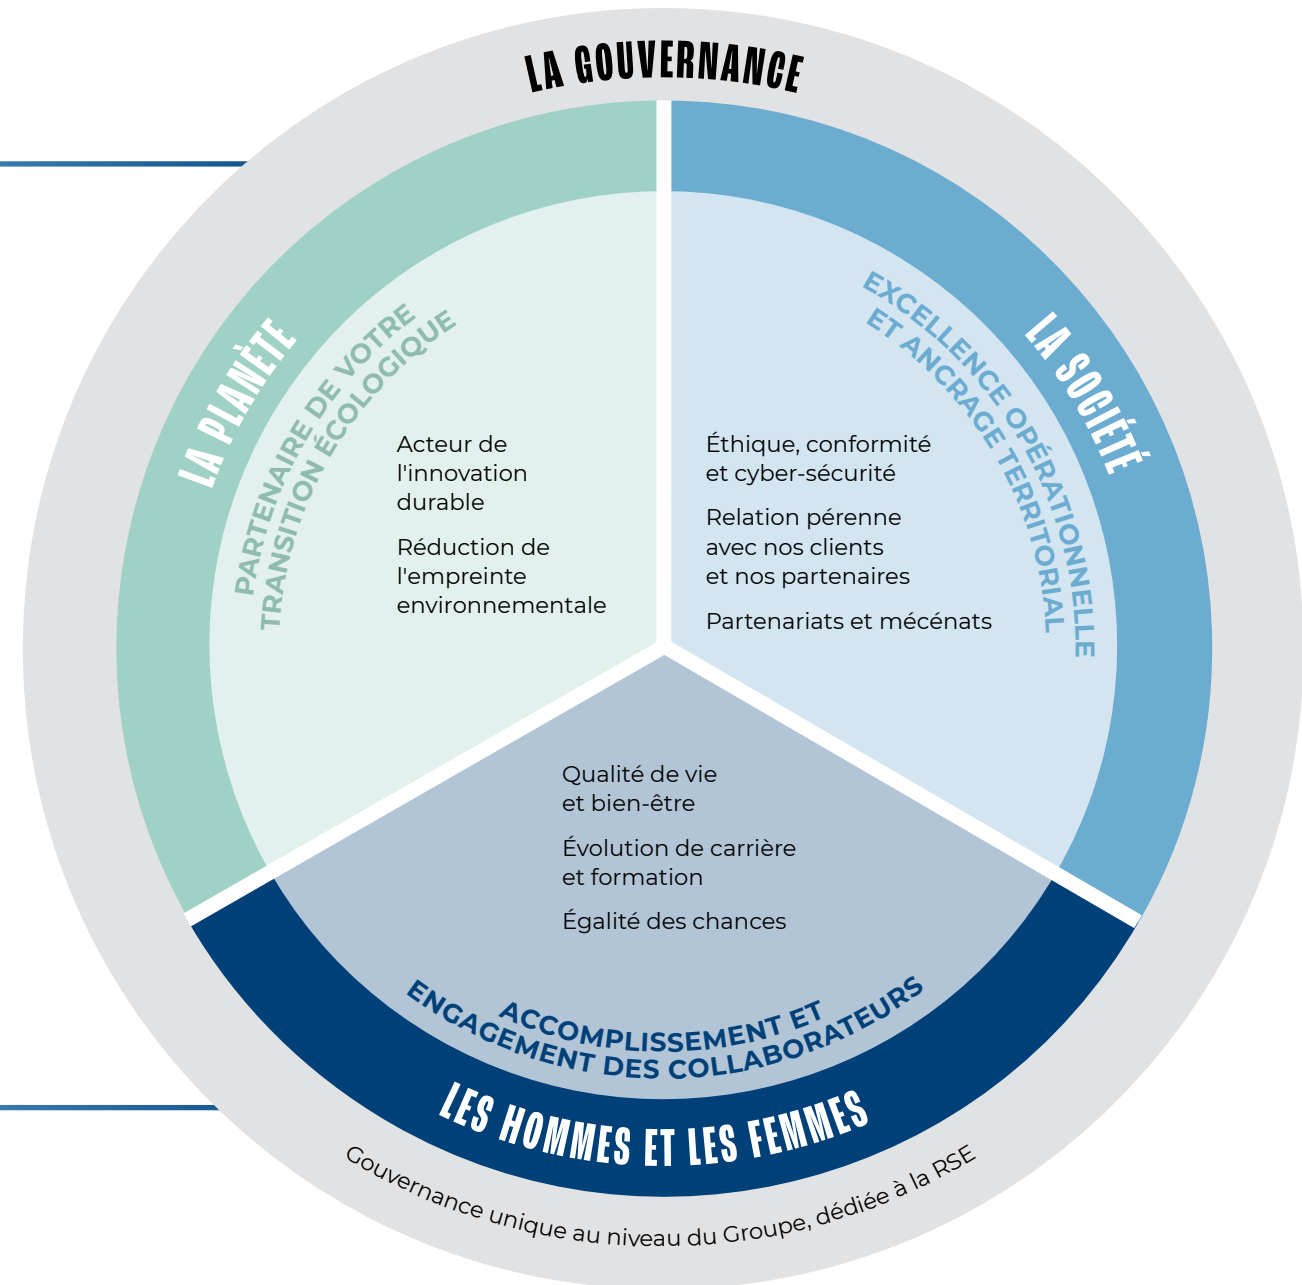 LA GOUVERNANCE
LA PLANÈTE
PARTENAIRE DE VOTRE
TRANSITION ÉCOLOGIQUE
Acteur de
l'innovation
durable
Réduction de
l'empreinte
environnementale
LA SOCIÉTÉ
EXCELLENCE OPÉRATIONNELLE
ET ANCRAGE TERRITORIAL
Éthique, conformité
et cyber-sécurité
Relation pérenne
avec nos clients
et nos partenaires
Partenariats et mécénats
Qualité de vie
et bien-être
Évolution de carrière
et formation
Égalité des chances
ACCOMPLISSEMENT ET
ENGAGEMENT DES COLLABORATEURS
LES HOMMES ET LES FEMMES
Gouvernance unique au niveau du Groupe, dédiée à la RSE